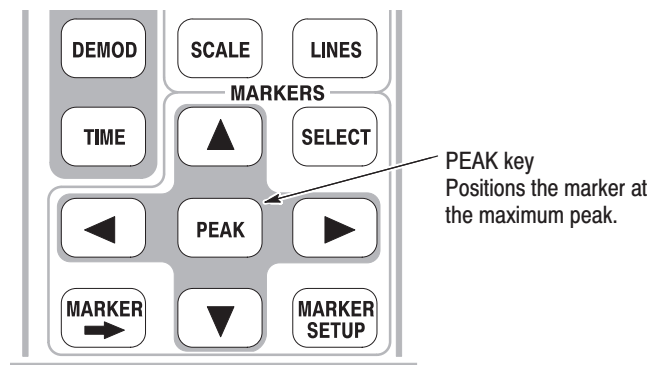 DEMOD
SCALE
LINES
MARKERS
TIME
SELECT
PEAK key
Positions the marker at
the maximum peak.
PEAK
MARKER
MARKER
SETUP